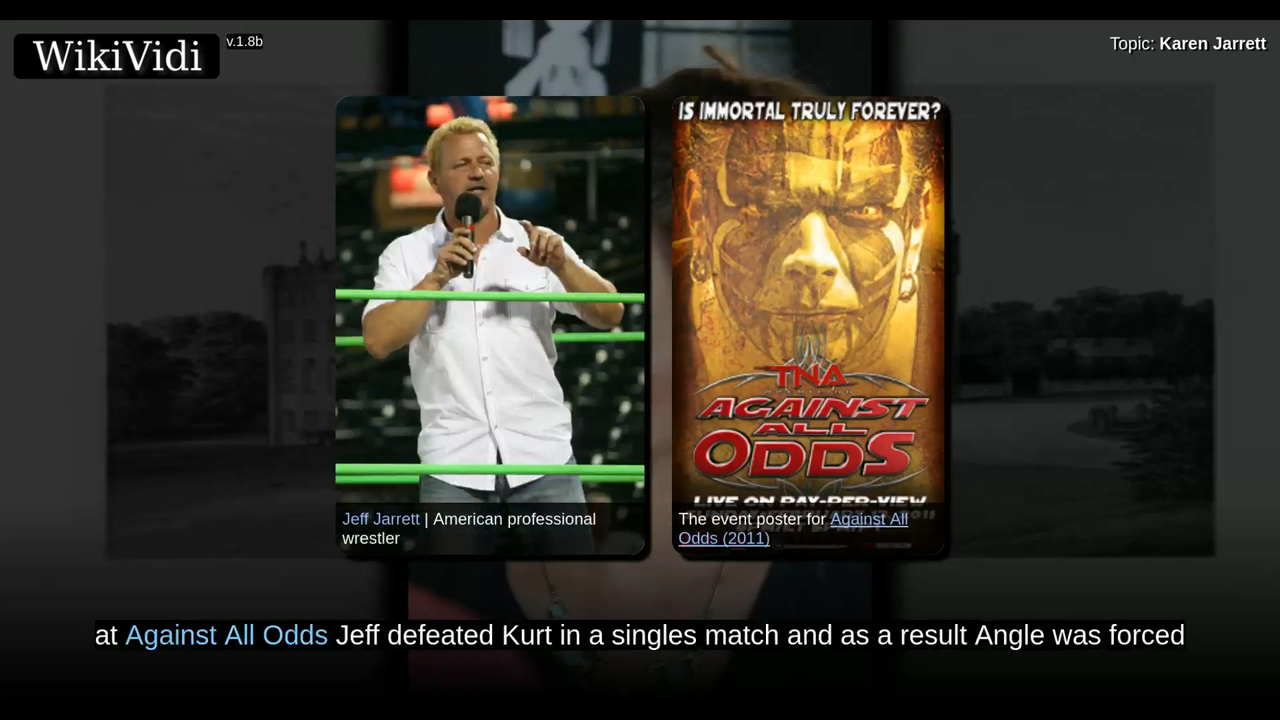 WikiVidi
v.1.8b
Topic: Karen Jarrett
IS IMMORTAL TRULY FOREVER?
TNA
AGAINST
ALL
ODDS
LIVE ON PAY-PER-VIEW
Jeff Jarrett | American professional
wrestler
The event poster for Against All
Odds (2011)
at Against All Odds Jeff defeated Kurt in a singles match and as a result Angle was forced